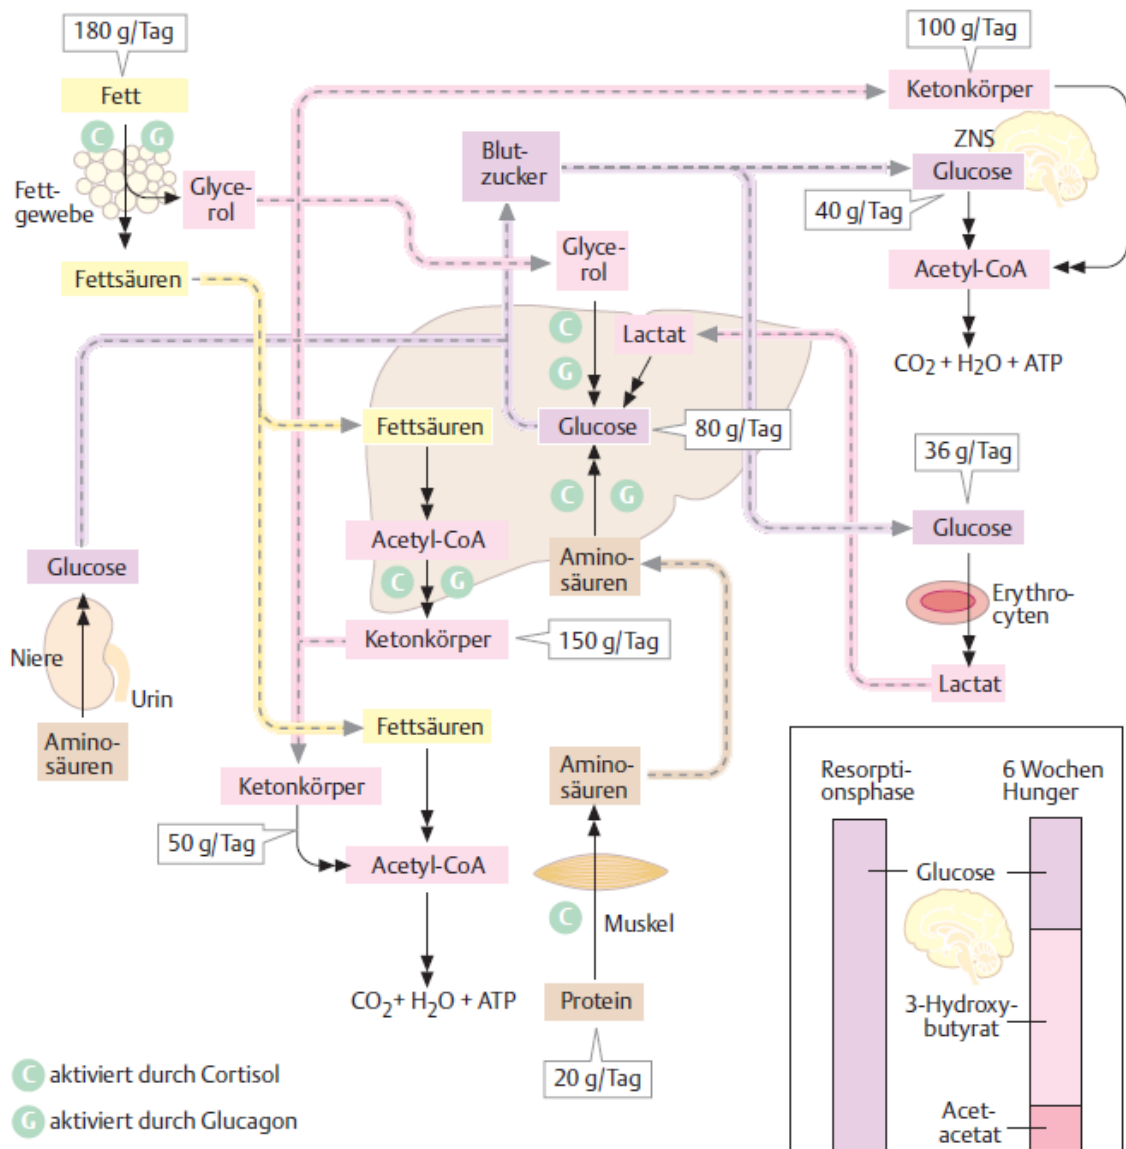 180 g/Tag
Fett
C
G
Fett-
gewebe
Glyce-
rol
Fettsäuren
100 g/Tag
Ketonkörper
ZNS
Glucose
40 g/Tag
Acetyl-CoA
CO2 + H2O + ATP
Blut-
zucker
Glyce-
rol
C
G
Lactat
Fettsäuren
Glucose
80 g/Tag
C
G
Acetyl-CoA
C
G
Amino-
säuren
Ketonkörper
150 g/Tag
36 g/Tag
Glucose
Erythro-
cyten
Lactat
Glucose
Niere
Urin
Amino-
säuren
Fettsäuren
Ketonkörper
50 g/Tag
Acetyl-CoA
CO2 + H2O + ATP
Amino-
säuren
C
Muskel
Protein
20 g/Tag
C aktiviert durch Cortisol
G aktiviert durch Glucagon
Resorpti-
onsphase
6 Wochen
Hunger
Glucose
3-Hydroxy-
butyrat
Acet-
acetat